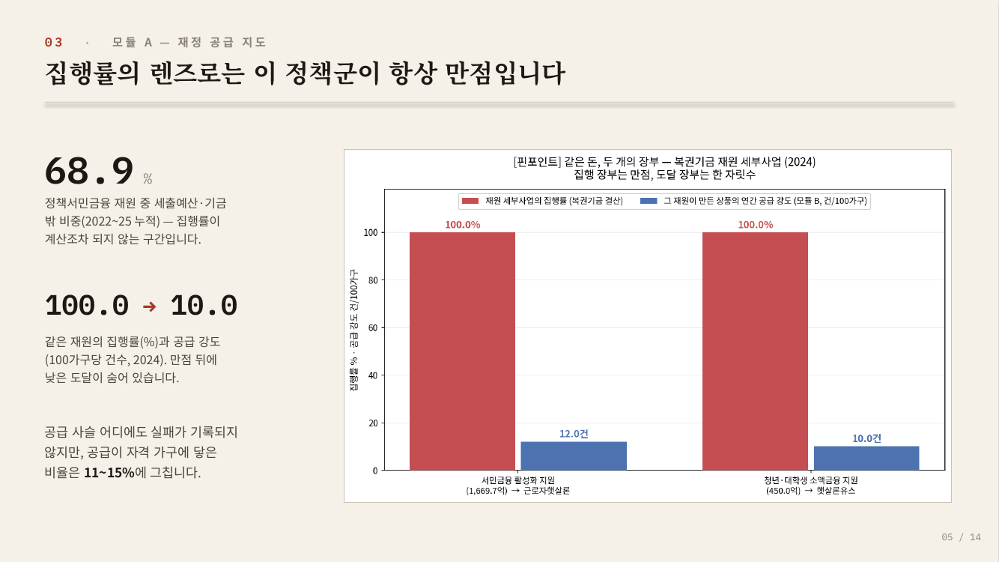 03 · 모듈 A — 재정 공급 지도
집행률의 렌즈로는 이 정책군이 항상 만점입니다
68.9 %
정책서민금융 재원 중 세출예산·기금
밖 비중(2022~25 누적) — 집행률이
계산조차 되지 않는 구간입니다.
100.0 → 10.0
같은 재원의 집행률(%)과 공급 강도
(100가구당 건수, 2024). 만점 뒤에
낮은 도달이 숨어 있습니다.
공급 사슬 어디에도 실패가 기록되지
않지만, 공급이 자격 가구에 닿은
비율은 11~15%에 그칩니다.
[핀포인트] 같은 돈, 두 개의 장부 — 복권기금 재원 세부사업 (2024)
집행 장부는 만점, 도달 장부는 한 자릿수
재원 세부사업의 집행률 (복권기금 결산)
그 재원이 만든 상품의 연간 공급 강도 (모듈 B, 건/100가구)
집행률 % · 공급 강도 건/100가구
100
80
60
40
20
0
100.0%
12.0건
100.0%
10.0건
서민금융 활성화 지원
(1,669.7억) → 근로자햇살론
청년·대학생 소액금융 지원
(450.0억) → 햇살론유스
05 / 14